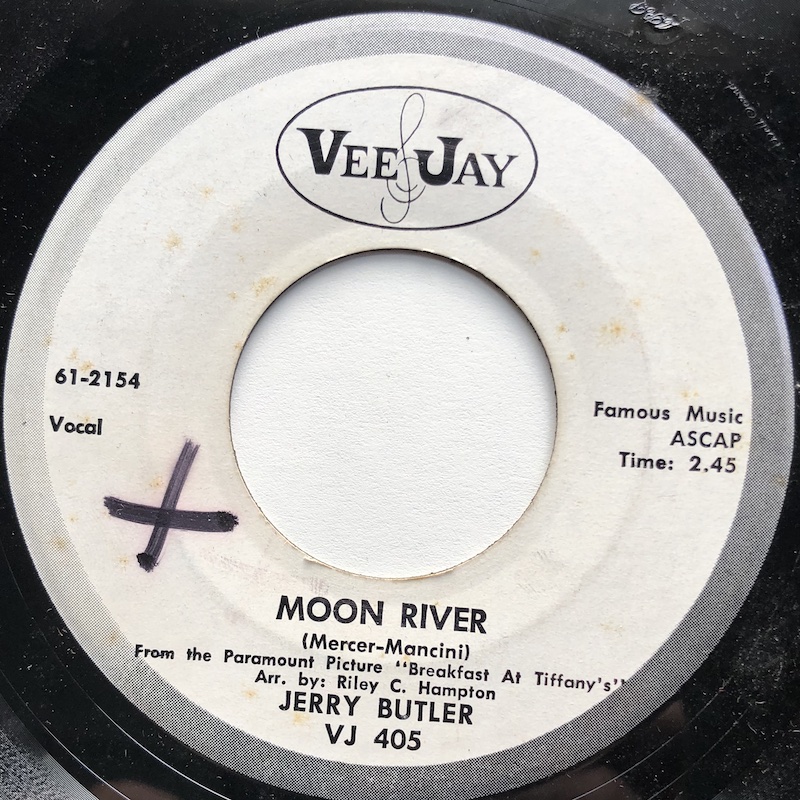 VEE JAY
61-2154
Vocal
Famous Music
ASCAP
Time: 2.45
MOON RIVER
(Mercer-Mancini)
From the Paramount Picture "Breakfast At Tiffany's"
Arr. by: Riley C. Hampton
JERRY BUTLER
VJ 405